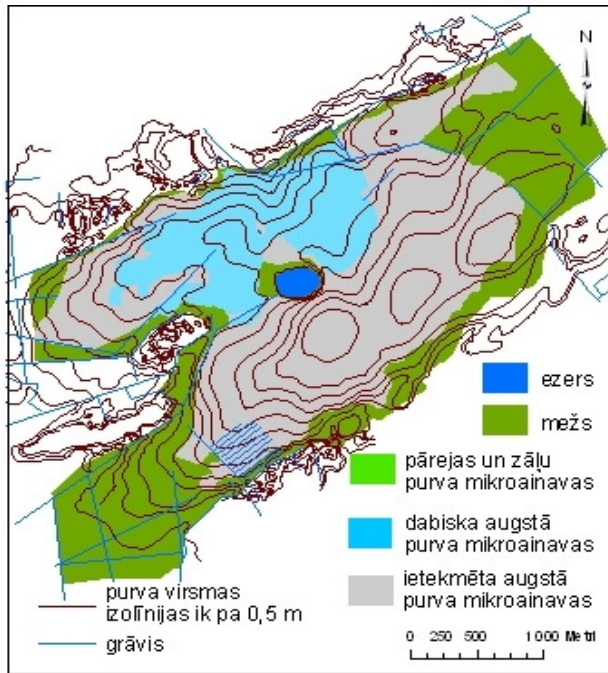 N
ezers
mežs
pārejas un zāļu
purva mikroainavas
dabiska augstā
purva mikroainavas
ietekmēta augstā
purva mikroainavas
purva virsmas
izolīnijas ik pa 0,5 m
grāvis
0 250 500 1 000 Metri